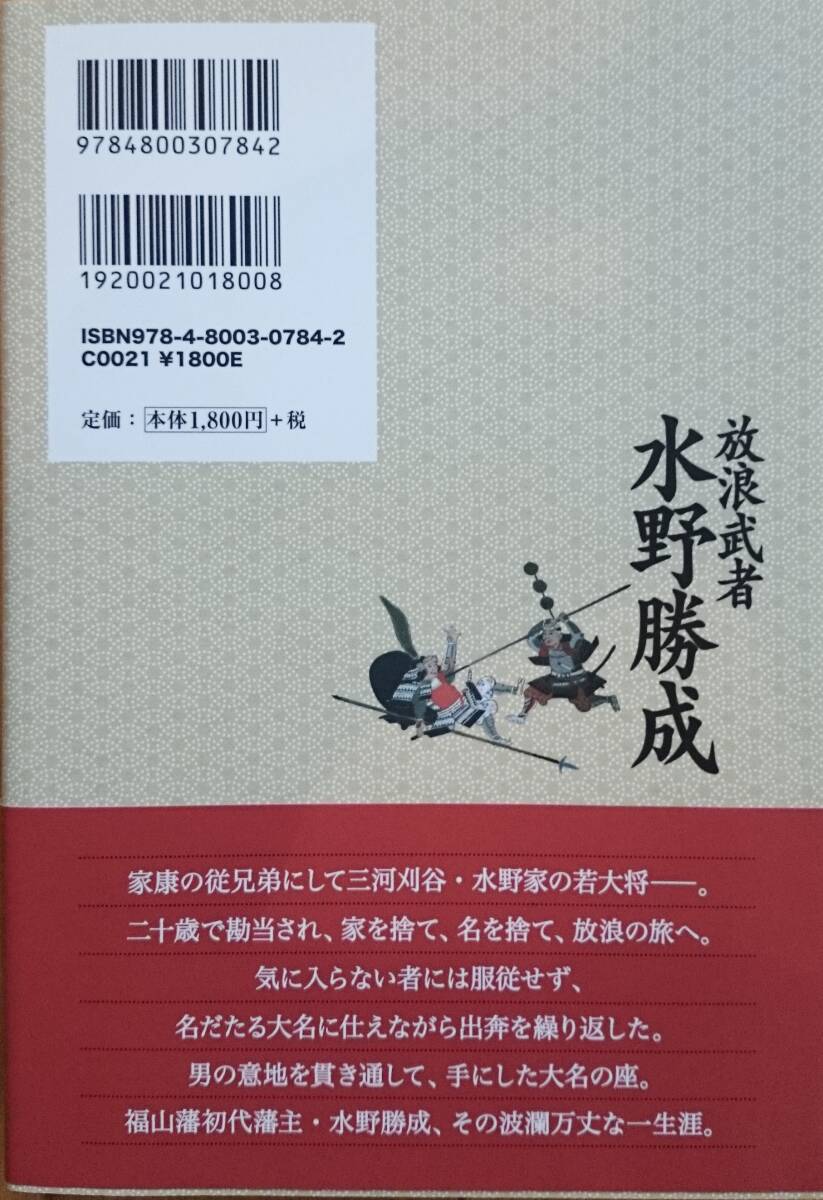 9784800307842
1920021018008
ISBN978-4-8003-0784-2
C0021 ¥1800E
定価：本体1,800円+税
放浪武者
水野勝成
家康の従兄弟にして三河刈谷・水野家の若大将――。
二十歳で勘当され、家を捨て、名を捨て、放浪の旅へ。
気に入らない者には服従せず、
名だたる大名に仕えながら出奔を繰り返した。
男の意地を貫き通して、手にした大名の座。
福山藩初代藩主・水野勝成、その波瀾万丈な一生涯。